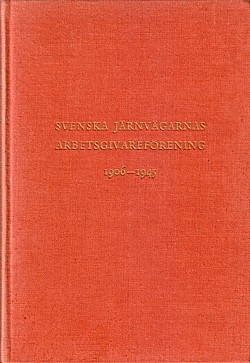 SVENSKA JÄRNVÄGARNAS
ARBETSGIVAREFÖRENING
1906—1945